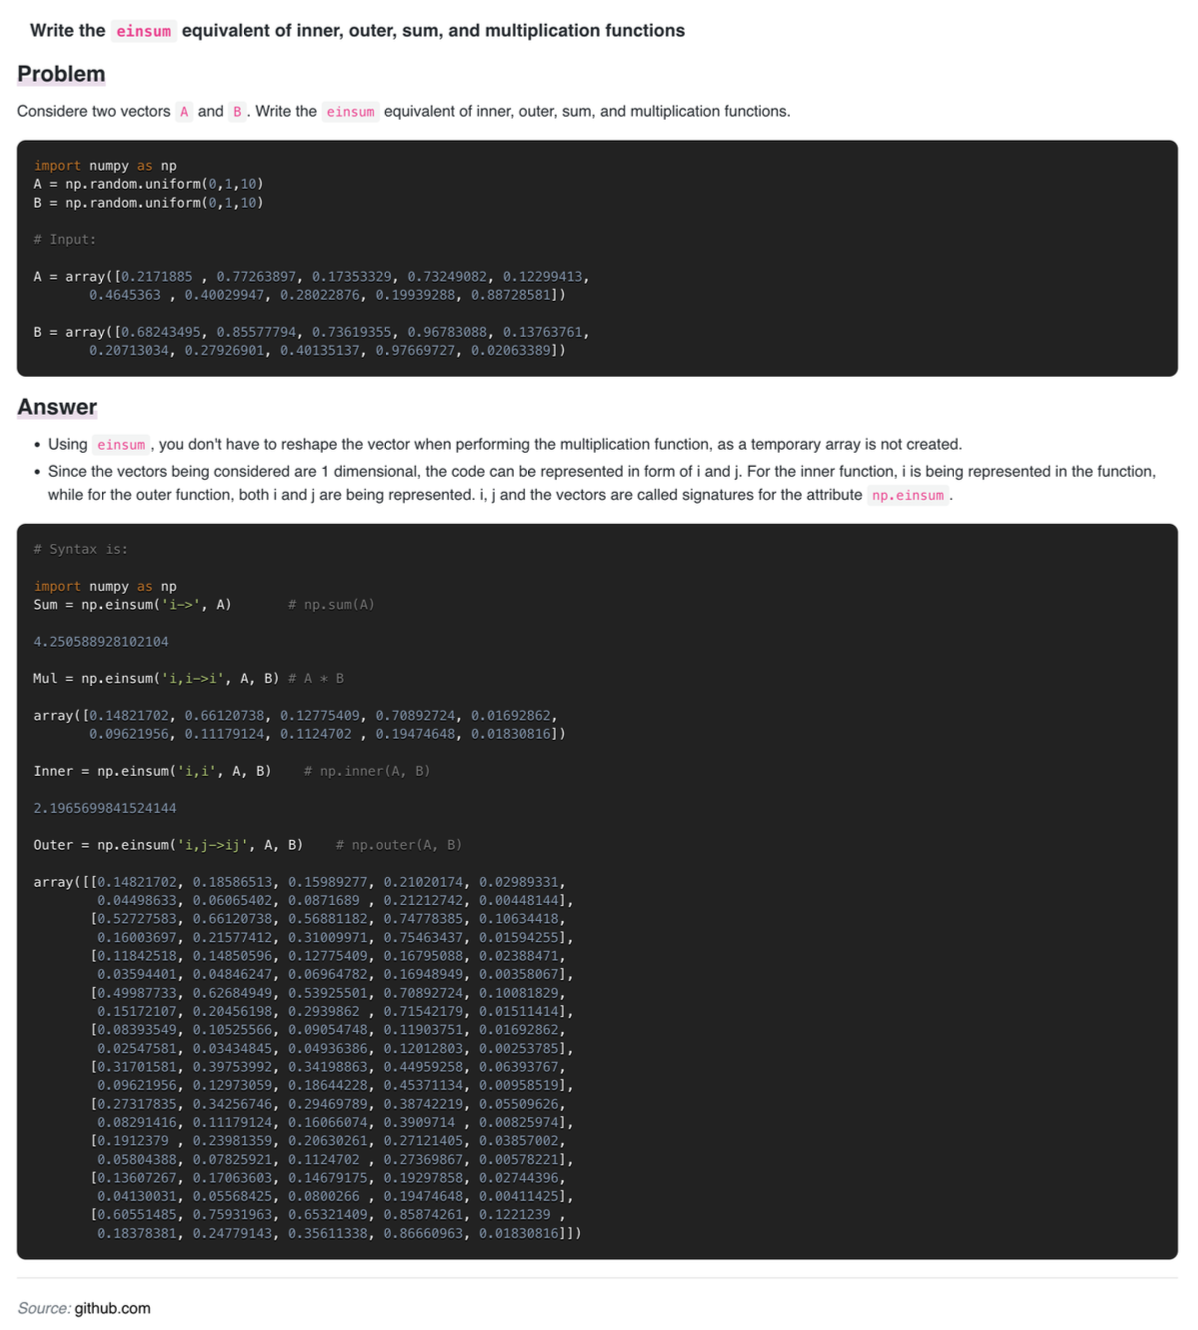 Write the einsum equivalent of inner, outer, sum, and multiplication functions
Problem
Considere two vectors A and B . Write the einsum equivalent of inner, outer, sum, and multiplication functions.
import numpy as np
A = np.random.uniform(0,1,10)
B = np.random.uniform(0,1,10)
# Input:
A = array([0.2171885 , 0.77263897, 0.17353329, 0.73249082, 0.12299413,
0.4645363 , 0.40029947, 0.28022876, 0.19939288, 0.88728581])
B = array([0.68243495, 0.85577794, 0.73619355, 0.96783088, 0.13763761,
0.20713034, 0.27926901, 0.40135137, 0.97669727, 0.02063389])
Answer
• Using einsum , you don't have to reshape the vector when performing the multiplication function, as a temporary array is not created.
• Since the vectors being considered are 1 dimensional, the code can be represented in form of i and j. For the inner function, i is being represented in the function,
while for the outer function, both i and j are being represented. i, j and the vectors are called signatures for the attribute np.einsum .
# Syntax is:
import numpy as np
Sum = np.einsum('i->', A) # np.sum(A)
4.250588928102104
Mul = np.einsum('i,i->i', A, B) # A * B
array([0.14821702, 0.66120738, 0.12775409, 0.70892724, 0.01692862,
0.09621956, 0.11179124, 0.1124702 , 0.19474648, 0.01830816])
Inner = np.einsum('i,i', A, B) # np.inner(A, B)
2.1965699841524144
Outer = np.einsum('i,j->ij', A, B) # np.outer(A, B)
array([[0.14821702, 0.18586513, 0.15989277, 0.21020174, 0.02989331,
0.04498633, 0.06065402, 0.0871689 , 0.21212742, 0.00448144],
[0.52727583, 0.66120738, 0.56881182, 0.74778385, 0.10634418,
0.16003697, 0.21577412, 0.31009971, 0.75463437, 0.01594255],
[0.11842518, 0.14850596, 0.12775409, 0.16795088, 0.02388471,
0.03594401, 0.04846247, 0.06964782, 0.16948949, 0.00358067],
[0.49987733, 0.62684949, 0.53925501, 0.70892724, 0.10081829,
0.15172107, 0.20456198, 0.2939862 , 0.71542179, 0.01511414],
[0.08393549, 0.10525566, 0.09054748, 0.11903751, 0.01692862,
0.02547581, 0.03434845, 0.04936386, 0.12012803, 0.00253785],
[0.31701581, 0.39753992, 0.34198863, 0.44959258, 0.06393767,
0.09621956, 0.12973059, 0.18644228, 0.45371134, 0.00958519],
[0.27317835, 0.34256746, 0.29469789, 0.38742219, 0.05509626,
0.08291416, 0.11179124, 0.16066074, 0.3909714 , 0.00825974],
[0.1912379 , 0.23981359, 0.20630261, 0.27121405, 0.03857002,
0.05804388, 0.07825921, 0.1124702 , 0.27369867, 0.00578221],
[0.13607267, 0.17063603, 0.14679175, 0.19297858, 0.02744396,
0.04130031, 0.05568425, 0.0800266 , 0.19474648, 0.00411425],
[0.60551485, 0.75931963, 0.65321409, 0.85874261, 0.1221239 ,
0.18378381, 0.24779143, 0.35611338, 0.86660963, 0.01830816]])
Source: github.com